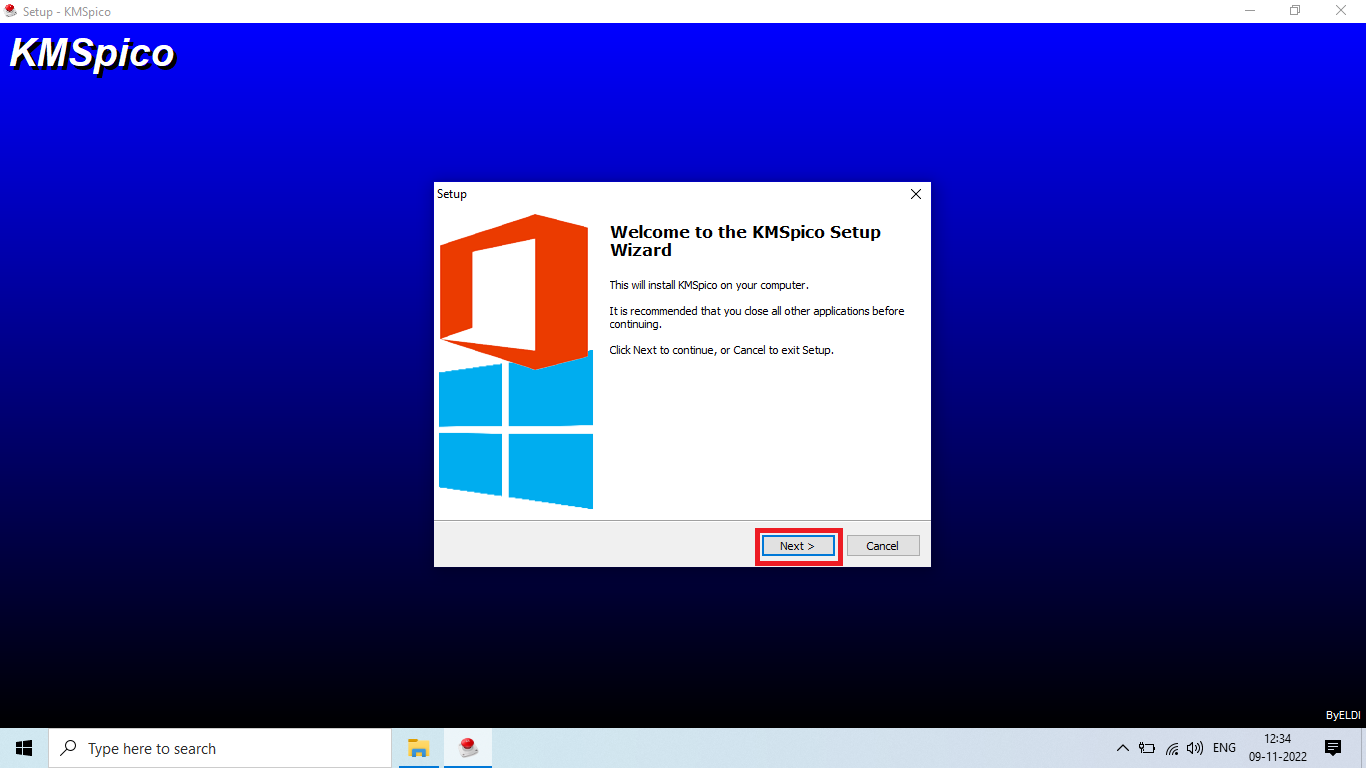 Setup - KMSpico
KMSpico
Setup
Welcome to the KMSpico Setup
Wizard
This will install KMSpico on your computer.
It is recommended that you close all other applications before
continuing.
Click Next to continue, or Cancel to exit Setup.
Next >
Cancel
ByELDI
Type here to search
ENG
12:34
09-11-2022